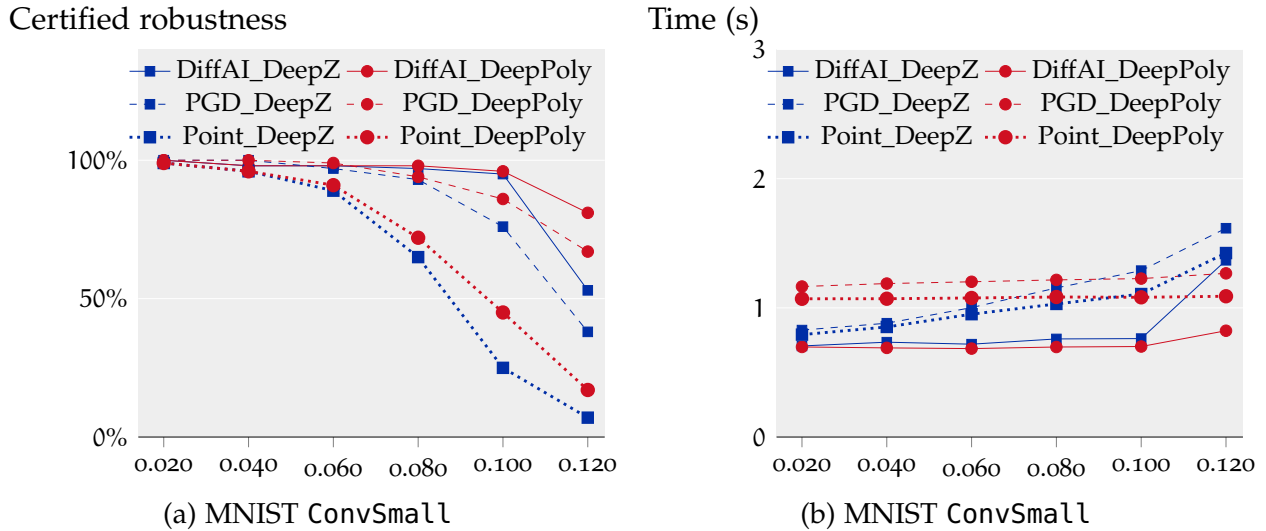 Certified robustness
DiffAI_DeepZ DiffAI_DeepPoly
PGD_DeepZ PGD_DeepPoly
Point_DeepZ Point_DeepPoly
100%
50%
0%
0.020 0.040 0.060 0.080 0.100 0.120
(a) MNIST ConvSmall
Time (s)
3
DiffAI_DeepZ DiffAI_DeepPoly
PGD_DeepZ PGD_DeepPoly
Point_DeepZ Point_DeepPoly
2
1
0
0.020 0.040 0.060 0.080 0.100 0.120
(b) MNIST ConvSmall